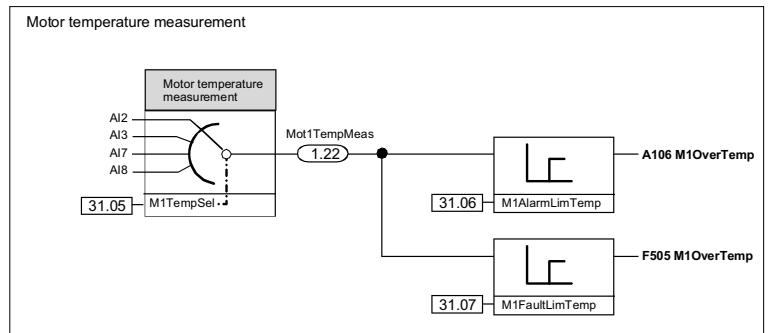 Motor temperature measurement
Motor temperature
measurement
AI2
AI3
AI7
AI8
31.05
M1TempSel
Mot1TempMeas
1.22
A106 M1OverTemp
31.06
M1AlarmLimTemp
F505 M1OverTemp
31.07
M1FaultLimTemp